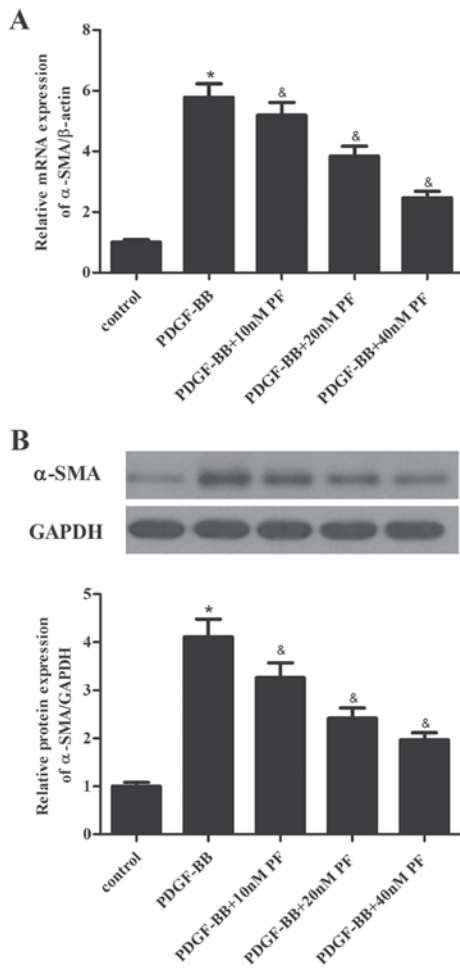 A
Relative mRNA expression
of α-SMA/β-actin
8
6
4
2
0
*
&
&
&
control
PDGF-BB
PDGF-BB+10nM PF
PDGF-BB+20nM PF
PDGF-BB+40nM PF
B
α-SMA
GAPDH
Relative protein expression
of α-SMA/GAPDH
5
4
3
2
1
0
*
&
&
&
control
PDGF-BB
PDGF-BB+10nM PF
PDGF-BB+20nM PF
PDGF-BB+40nM PF